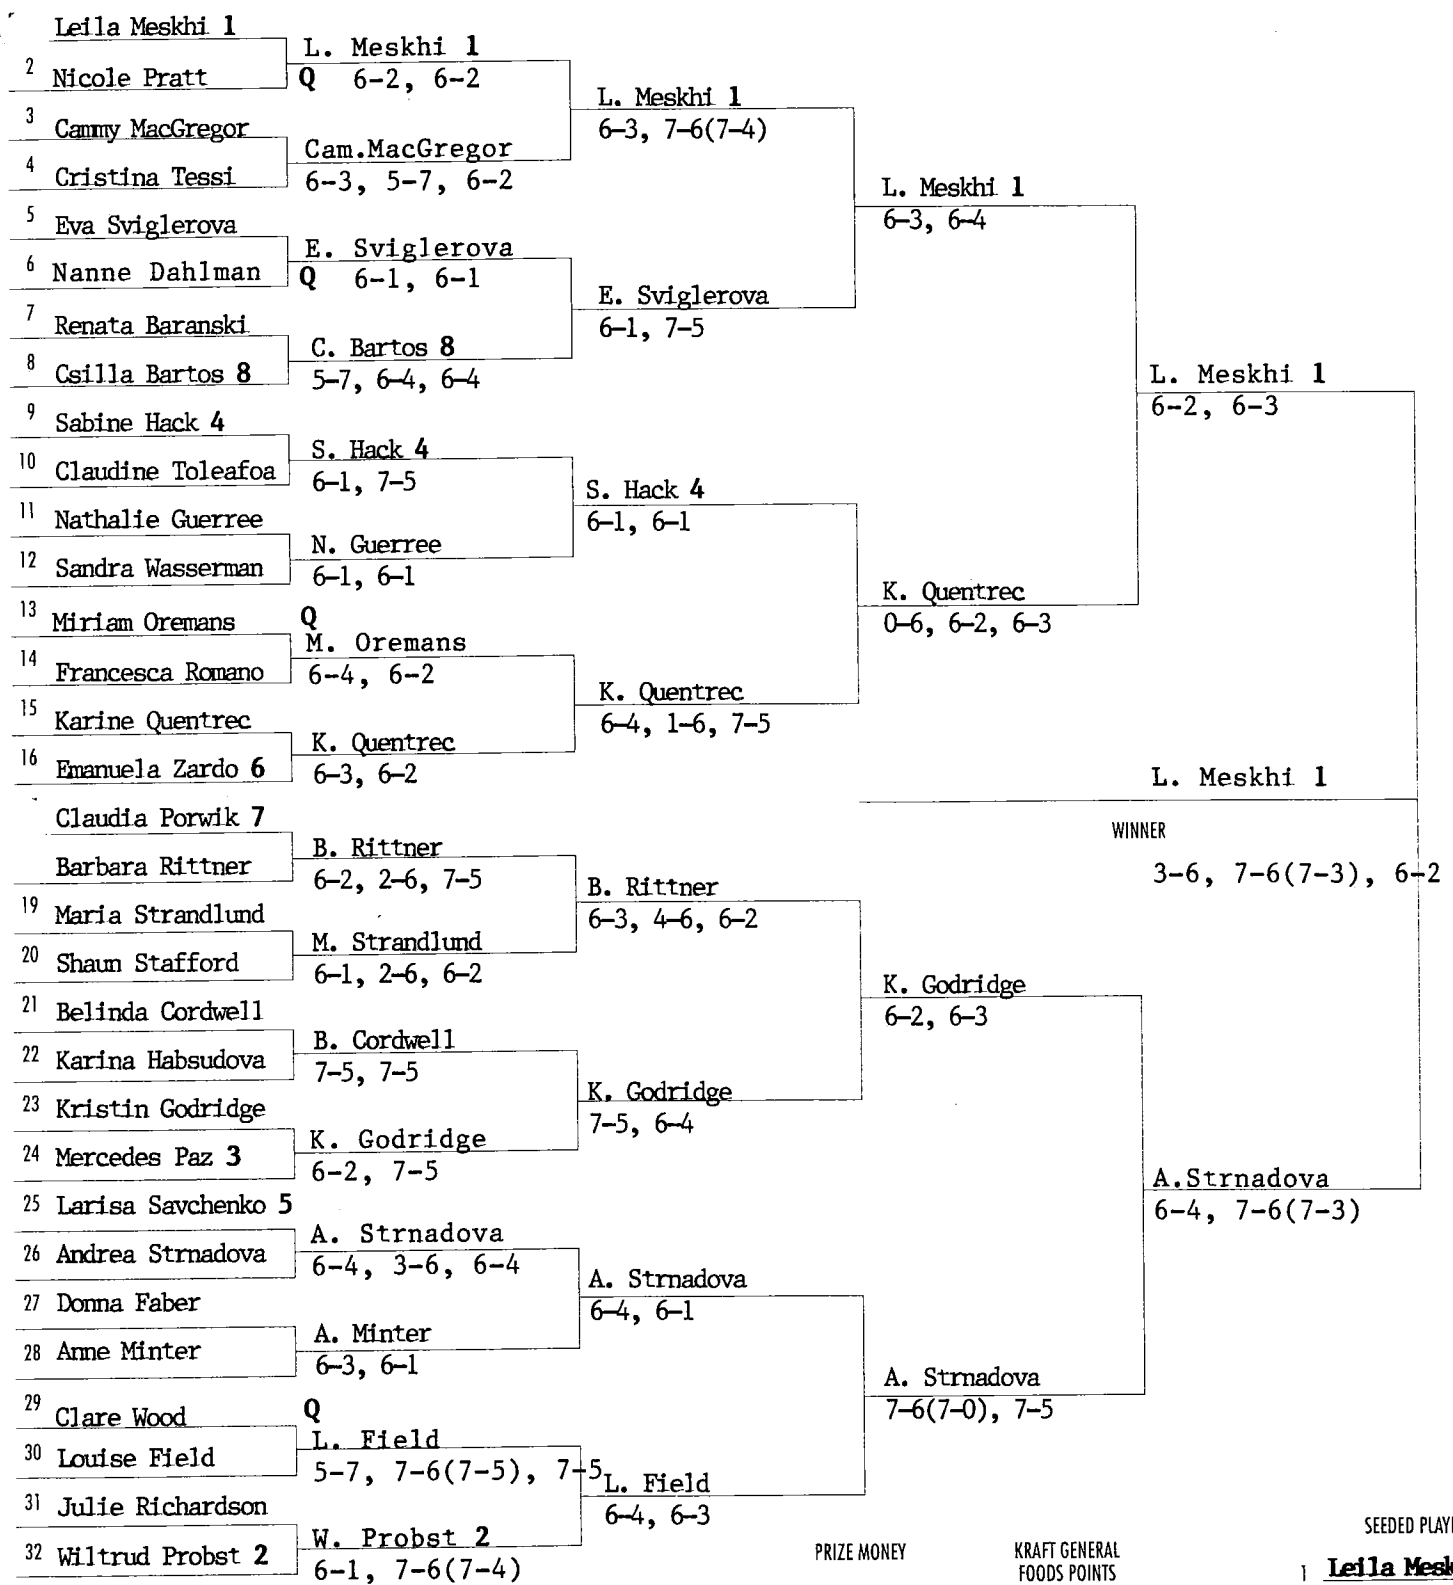 Leila Meskhi 1
2 Nicole Pratt
3 Cammy MacGregor
4 Cristina Tessi
5 Eva Sviglerova
6 Nanne Dahlman
7 Renata Baranski
8 Csilla Bartos 8
9 Sabine Hack 4
10 Claudine Toleafoa
11 Nathalie Guerree
12 Sandra Wasserman
13 Miriam Oremans
14 Francesca Romano
15 Karine Quentrec
16 Emanuela Zardo 6
Claudia Porwik 7
Barbara Rittner
19 Maria Strandlund
20 Shaun Stafford
21 Belinda Cordwell
22 Karina Habsudova
23 Kristin Godridge
24 Mercedes Paz 3
25 Larisa Savchenko 5
26 Andrea Strnadova
27 Donna Faber
28 Anne Minter
29 Clare Wood
30 Louise Field
31 Julie Richardson
32 Wiltrud Probst 2
L. Meskhi 1
Q 6-2, 6-2
Cam.MacGregor
6-3, 5-7, 6-2
E. Sviglerova
Q 6-1, 6-1
C. Bartos 8
5-7, 6-4, 6-4
S. Hack 4
6-1, 7-5
N. Guerree
6-1, 6-1
Q
M. Oremans
6-4, 6-2
K. Quentrec
6-3, 6-2
B. Rittner
6-2, 2-6, 7-5
M. Strandlund
6-1, 2-6, 6-2
B. Cordwell
7-5, 7-5
K. Godridge
6-2, 7-5
A. Strnadova
6-4, 3-6, 6-4
A. Minter
6-3, 6-1
Q
L. Field
5-7, 7-6(7-5), 7-5
W. Probst 2
6-1, 7-6(7-4)
L. Meskhi 1
6-3, 7-6(7-4)
E. Sviglerova
6-1, 7-5
S. Hack 4
6-1, 6-1
K. Quentrec
6-4, 1-6, 7-5
B. Rittner
6-3, 4-6, 6-2
K. Godridge
7-5, 6-4
A. Strnadova
6-4, 6-1
L. Field
6-4, 6-3
L. Meskhi 1
6-3, 6-4
K. Quentrec
0-6, 6-2, 6-3
K. Godridge
6-2, 6-3
A. Strnadova
7-6(7-0), 7-5
L. Meskhi 1
6-2, 6-3
A.Strnadova
6-4, 7-6(7-3)
L. Meskhi 1
WINNER
3-6, 7-6(7-3), 6-2
PRIZE MONEY
KRAFT GENERAL
FOODS POINTS
SEEDED
1 Leila